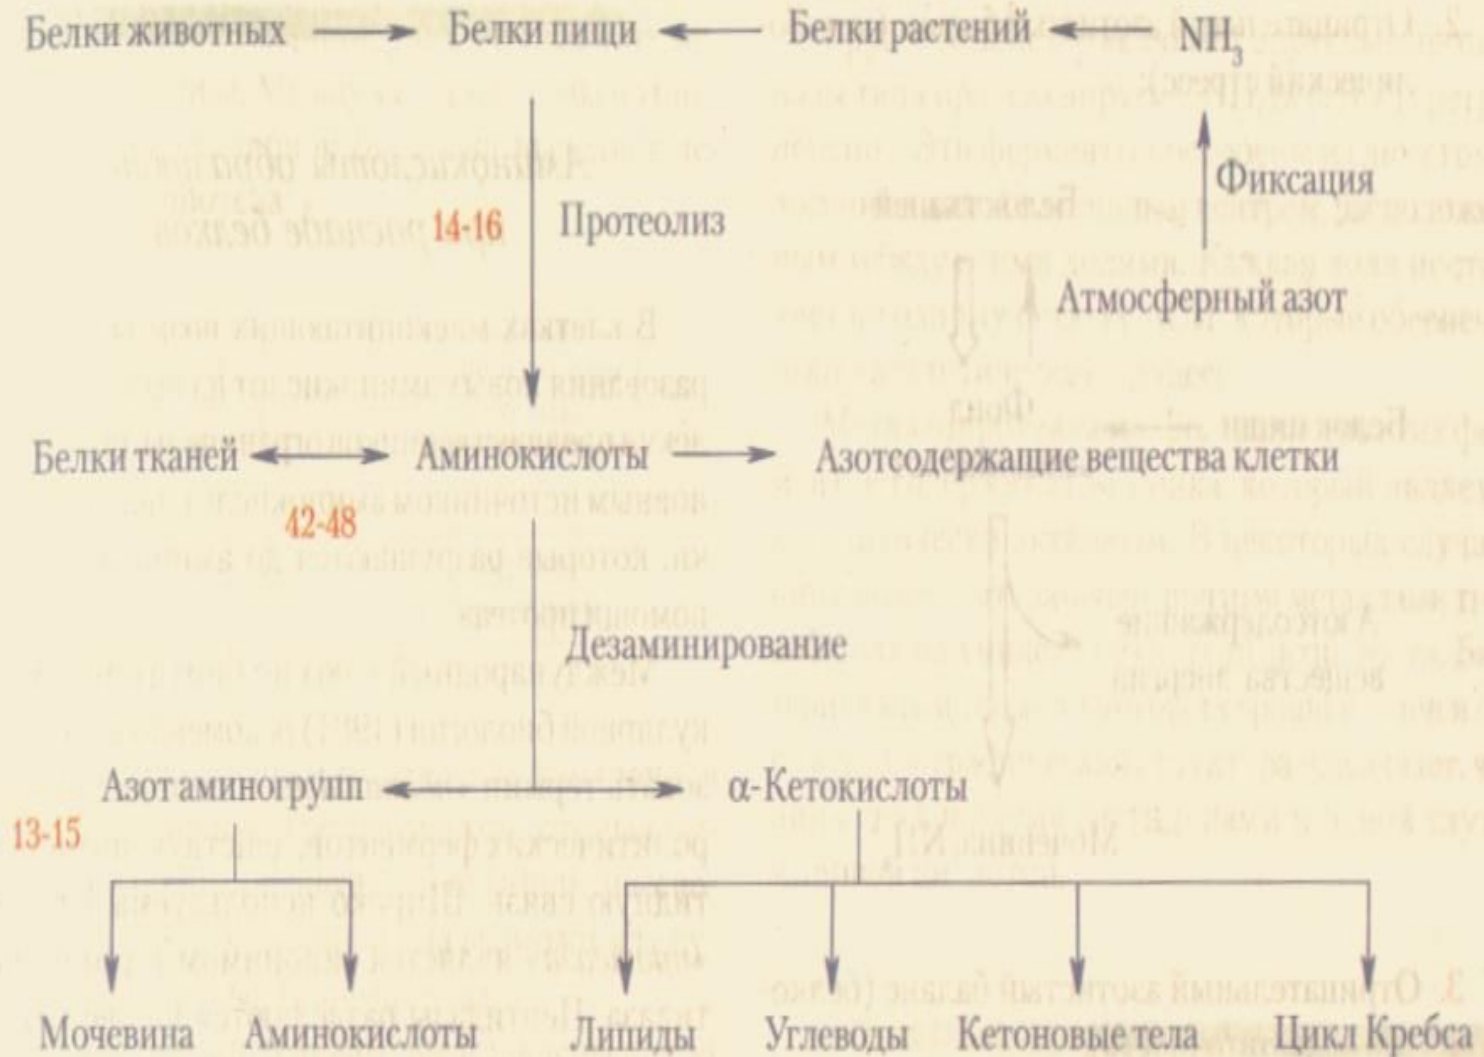 Белки животных Белки пищи Белки растений NH₃
Фиксация
14-16 Протеолиз
Атмосферный азот
Белки тканей Аминокислоты Азотсодержащие вещества клетки
42-48
Дезаминирование
Азот аминогрупп α-Кетокислоты
13-15
Мочевина Аминокислоты Липиды Углеводы Кетоновые тела Цикл Кребса